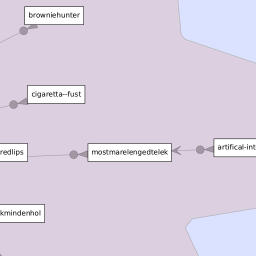 browniehunter
cigaretta--fust
redlips
mostmarelengedtelek
artifical-int
kmindenhol